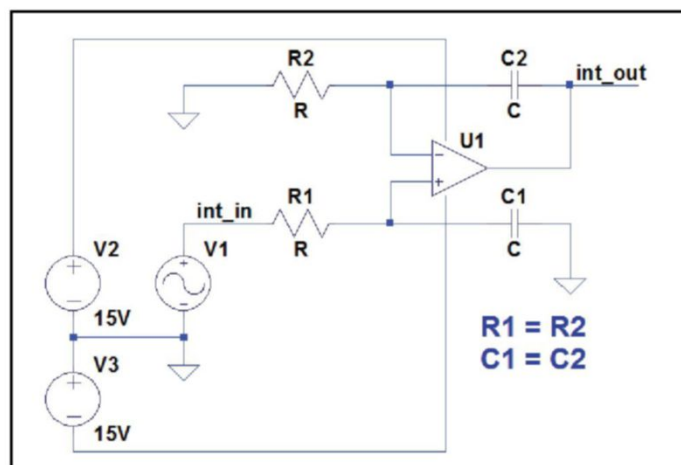 R2
R
C2
C
int_out
U1
−
+
int_in
R1
R
C1
C
V2
+
−
15V
V1
+
−
V3
+
−
15V
R1 = R2
C1 = C2